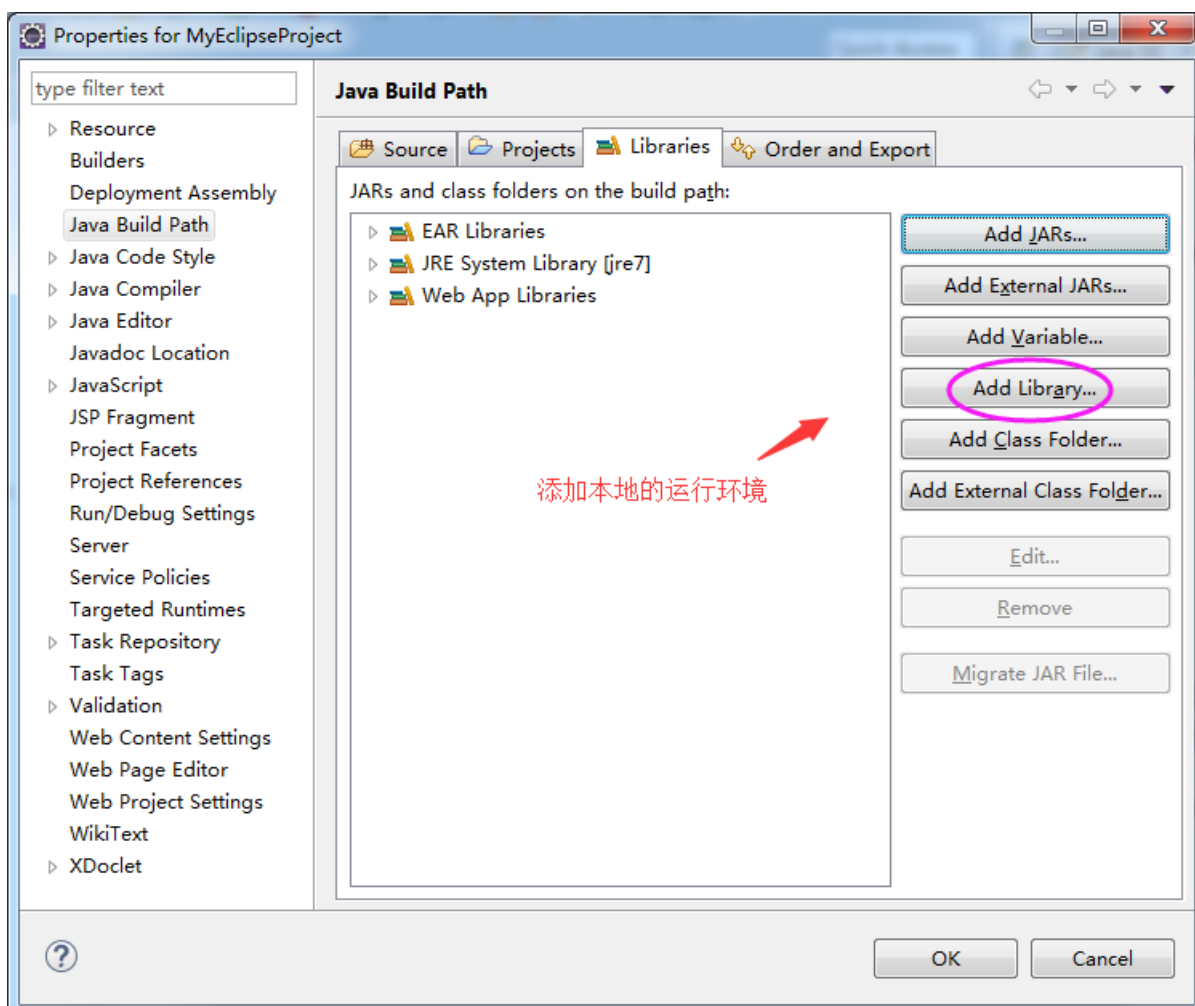 Properties for MyEclipseProject
type filter text
Resource
Builders
Deployment Assembly
Java Build Path
Java Code Style
Java Compiler
Java Editor
Javadoc Location
JavaScript
JSP Fragment
Project Facets
Project References
Run/Debug Settings
Server
Service Policies
Targeted Runtimes
Task Repository
Task Tags
Validation
Web Content Settings
Web Page Editor
Web Project Settings
WikiText
XDoclet
Java Build Path
Source
Projects
Libraries
Order and Export
JARs and class folders on the build path:
EAR Libraries
JRE System Library [jre7]
Web App Libraries
添加本地的运行环境
Add JARs...
Add External JARs...
Add Variable...
Add Library...
Add Class Folder...
Add External Class Folder...
Edit...
Remove
Migrate JAR File...
OK
Cancel